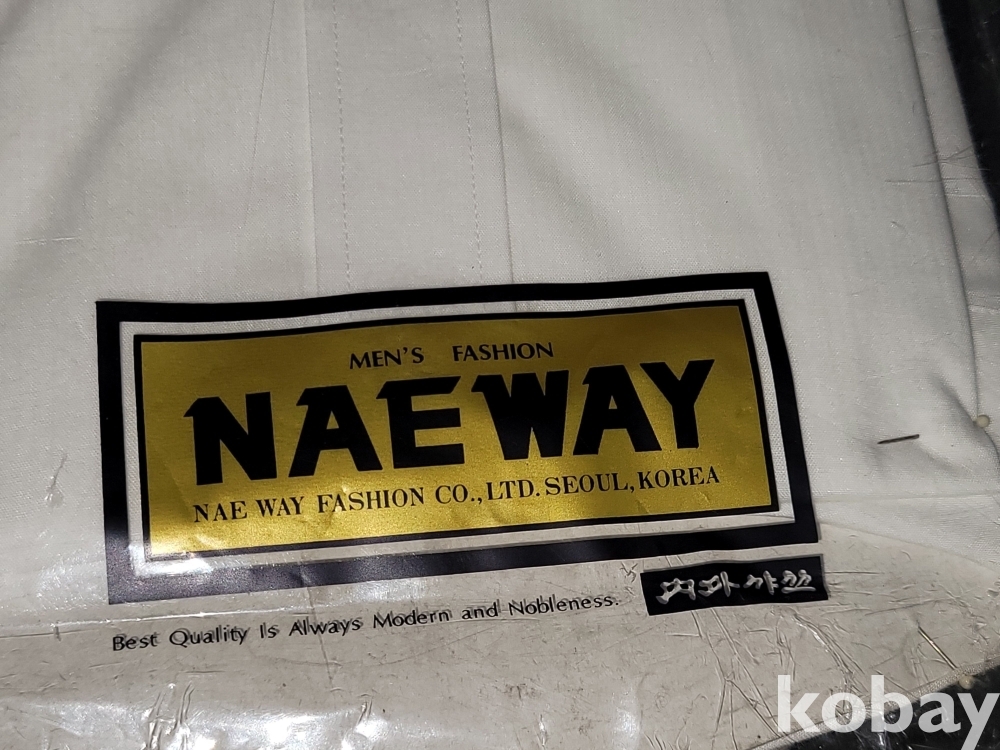 MEN'S FASHION
NAEWAY
NAE WAY FASHION CO., LTD. SEOUL, KOREA
Best Quality Is Always Modern and Nobleness.
kobay